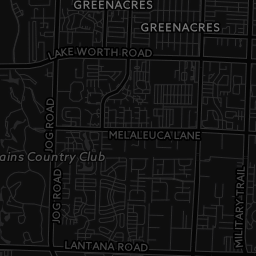 GREENACRES
GREENACRES
LAKE WORTH ROAD
JOG ROAD
MELALEUCA LANE
ains Country Club
JOG ROAD
MILITARY TRAIL
LANTANA ROAD